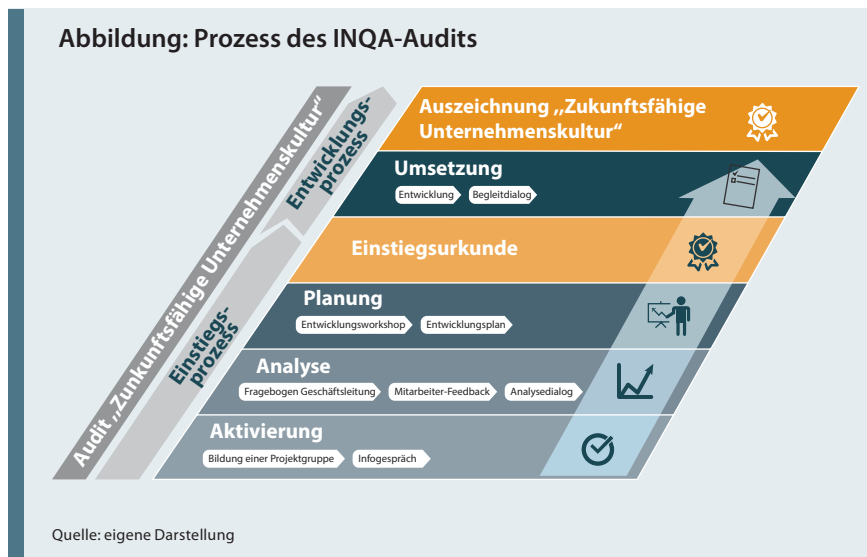 Abbildung: Prozess des INQA-Audits
Audit „Zunkunftsfähige Unternehmenskultur“
Entwicklungs-
prozess
Einstiegs-
prozess
Auszeichnung „Zukunftsfähige
Unternehmenskultur“
Umsetzung
Entwicklung
Begleitdialog
Einstiegsurkunde
Planung
Entwicklungsworkshop
Entwicklungsplan
Analyse
Fragebogen Geschäftsleitung
Mitarbeiter-Feedback
Analysedialog
Aktivierung
Bildung einer Projektgruppe
Infogespräch
Quelle: eigene Darstellung